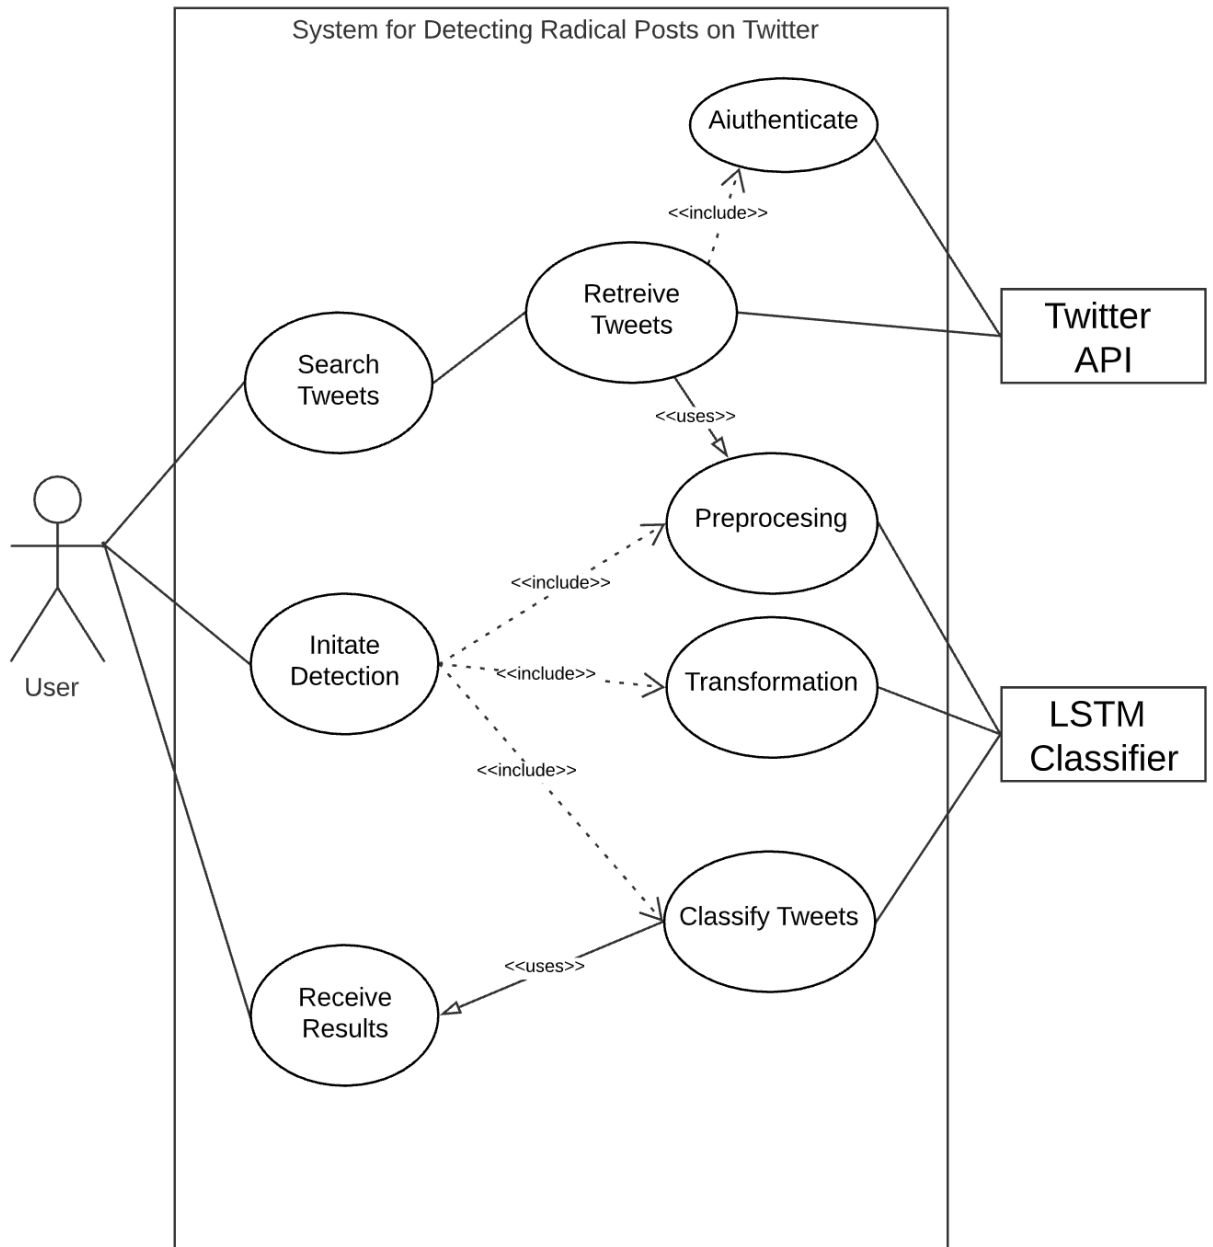 System for Detecting Radical Posts on Twitter
Aiuthenticate
<<include>>
Retreive
Tweets
Twitter
API
Search
Tweets
<<uses>>
Preprocesing
<<include>>
Initate
Detection
<<include>>
Transformation
User
LSTM
Classifier
<<include>>
Classify Tweets
<<uses>>
Receive
Results